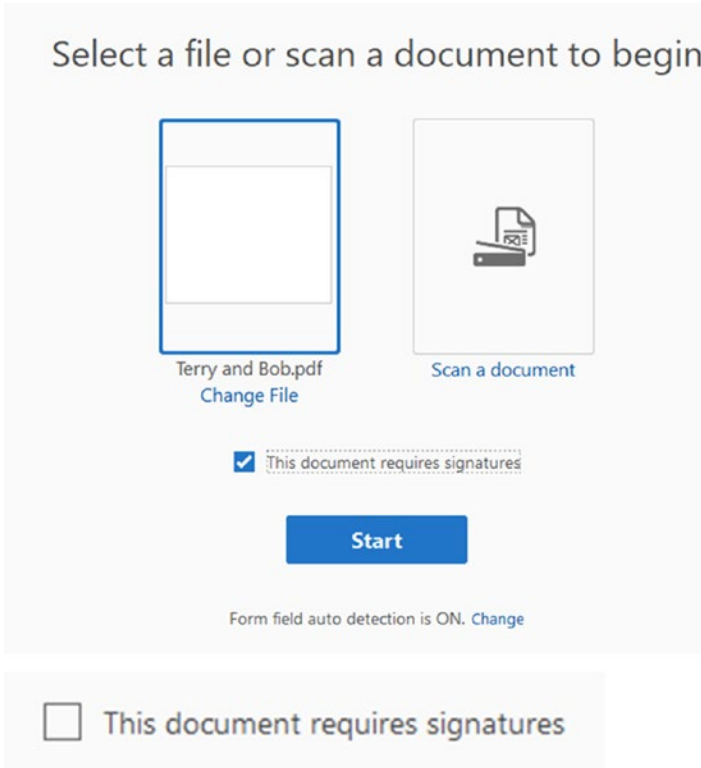 Select a file or scan a document to begin
Terry and Bob.pdf
Change File
Scan a document
This document requires signatures
Start
Form field auto detection is ON. Change
This document requires signatures